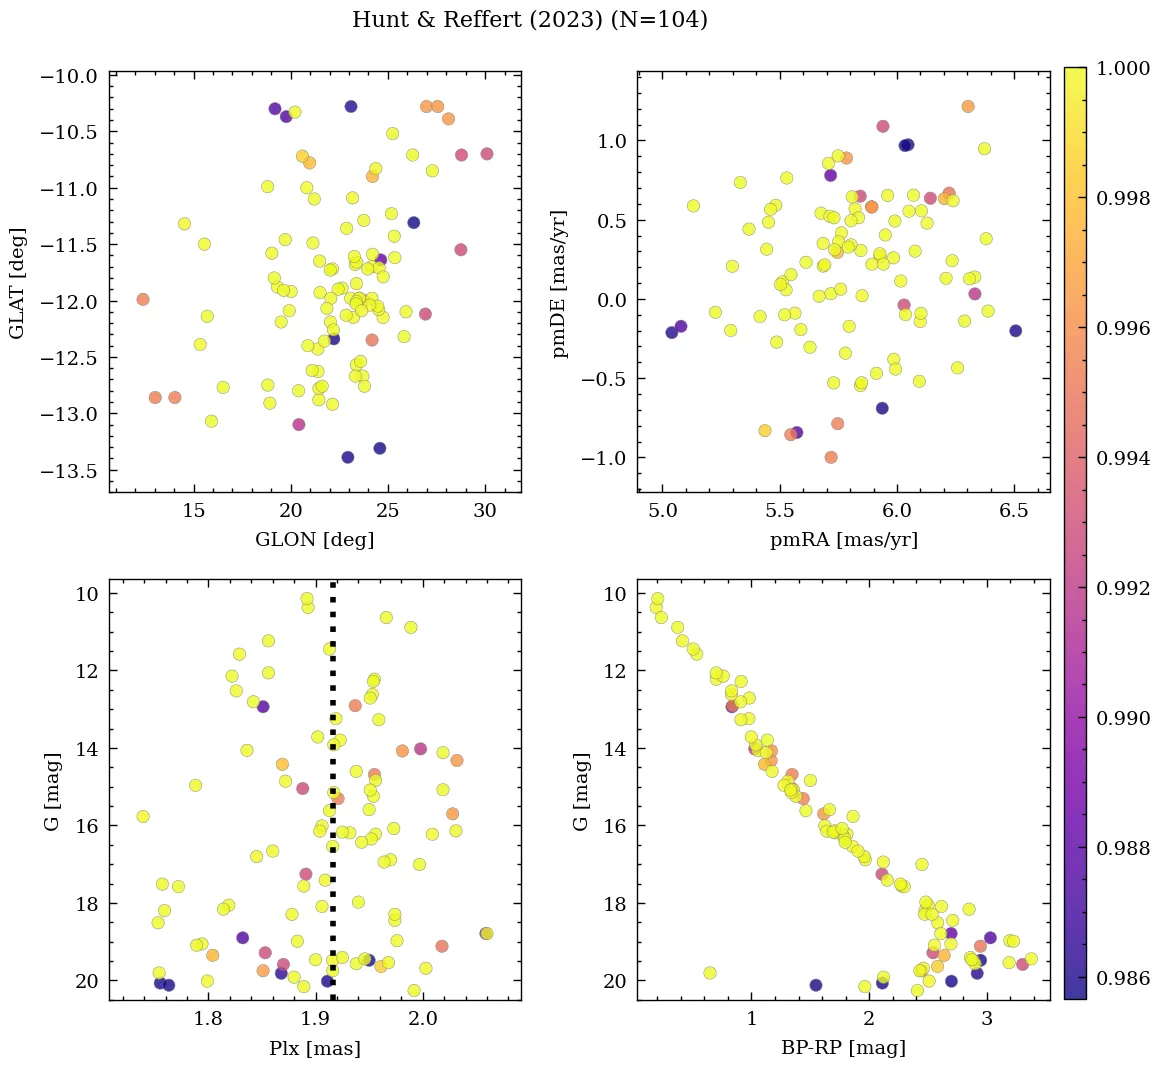 Hunt & Reffert (2023) (N=104)
−10.0
−10.5
−11.0
−11.5
−12.0
−12.5
−13.0
−13.5
GLAT [deg]
15 20 25 30
GLON [deg]
1.0
0.5
0.0
−0.5
−1.0
pmDE [mas/yr]
5.0 5.5 6.0 6.5
pmRA [mas/yr]
10
12
14
16
18
20
G [mag]
1.8 1.9 2.0
Plx [mas]
10
12
14
16
18
20
G [mag]
1 2 3
BP-RP [mag]
1.000
0.998
0.996
0.994
0.992
0.990
0.988
0.986